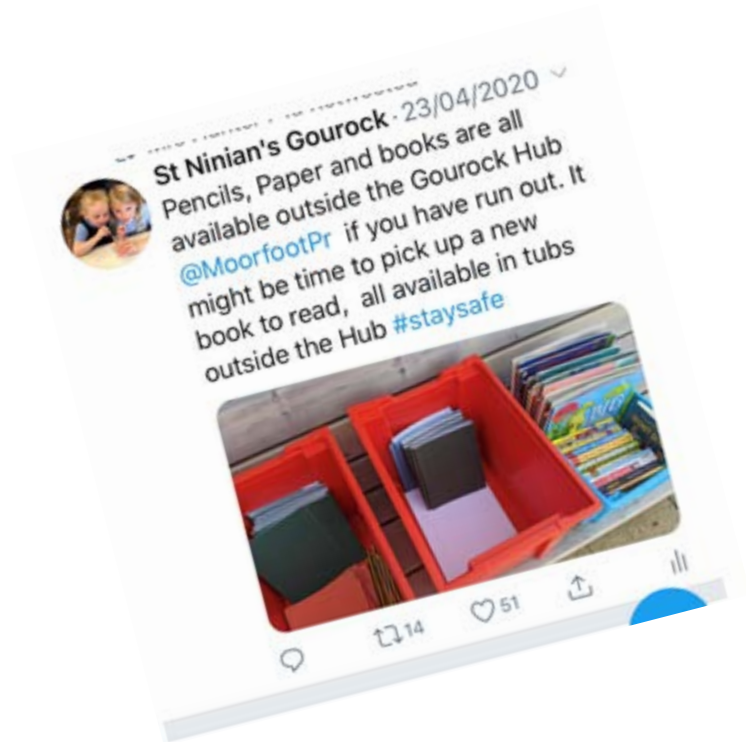 St Ninian's Gourock · 23/04/2020
Pencils, Paper and books are all
available outside the Gourock Hub
@MoorfootPr if you have run out. It
might be time to pick up a new
book to read, all available in tubs
outside the Hub #staysafe
14 51